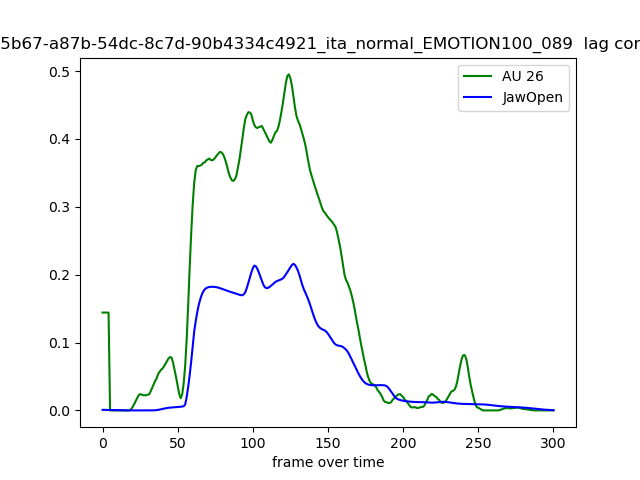 5b67-a87b-54dc-8c7d-90b4334c4921_ita_normal_EMOTION100_089 lag cor
AU 26
JawOpen
0.5
0.4
0.3
0.2
0.1
0.0
0 50 100 150 200 250 300
frame over time